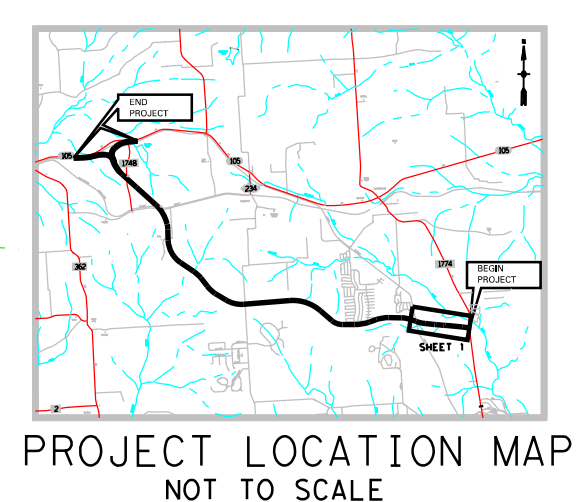 END
PROJECT
105
1748
105
105
234
362
1774
BEGIN
PROJECT
SHEET 1
2
PROJECT LOCATION MAP
NOT TO SCALE